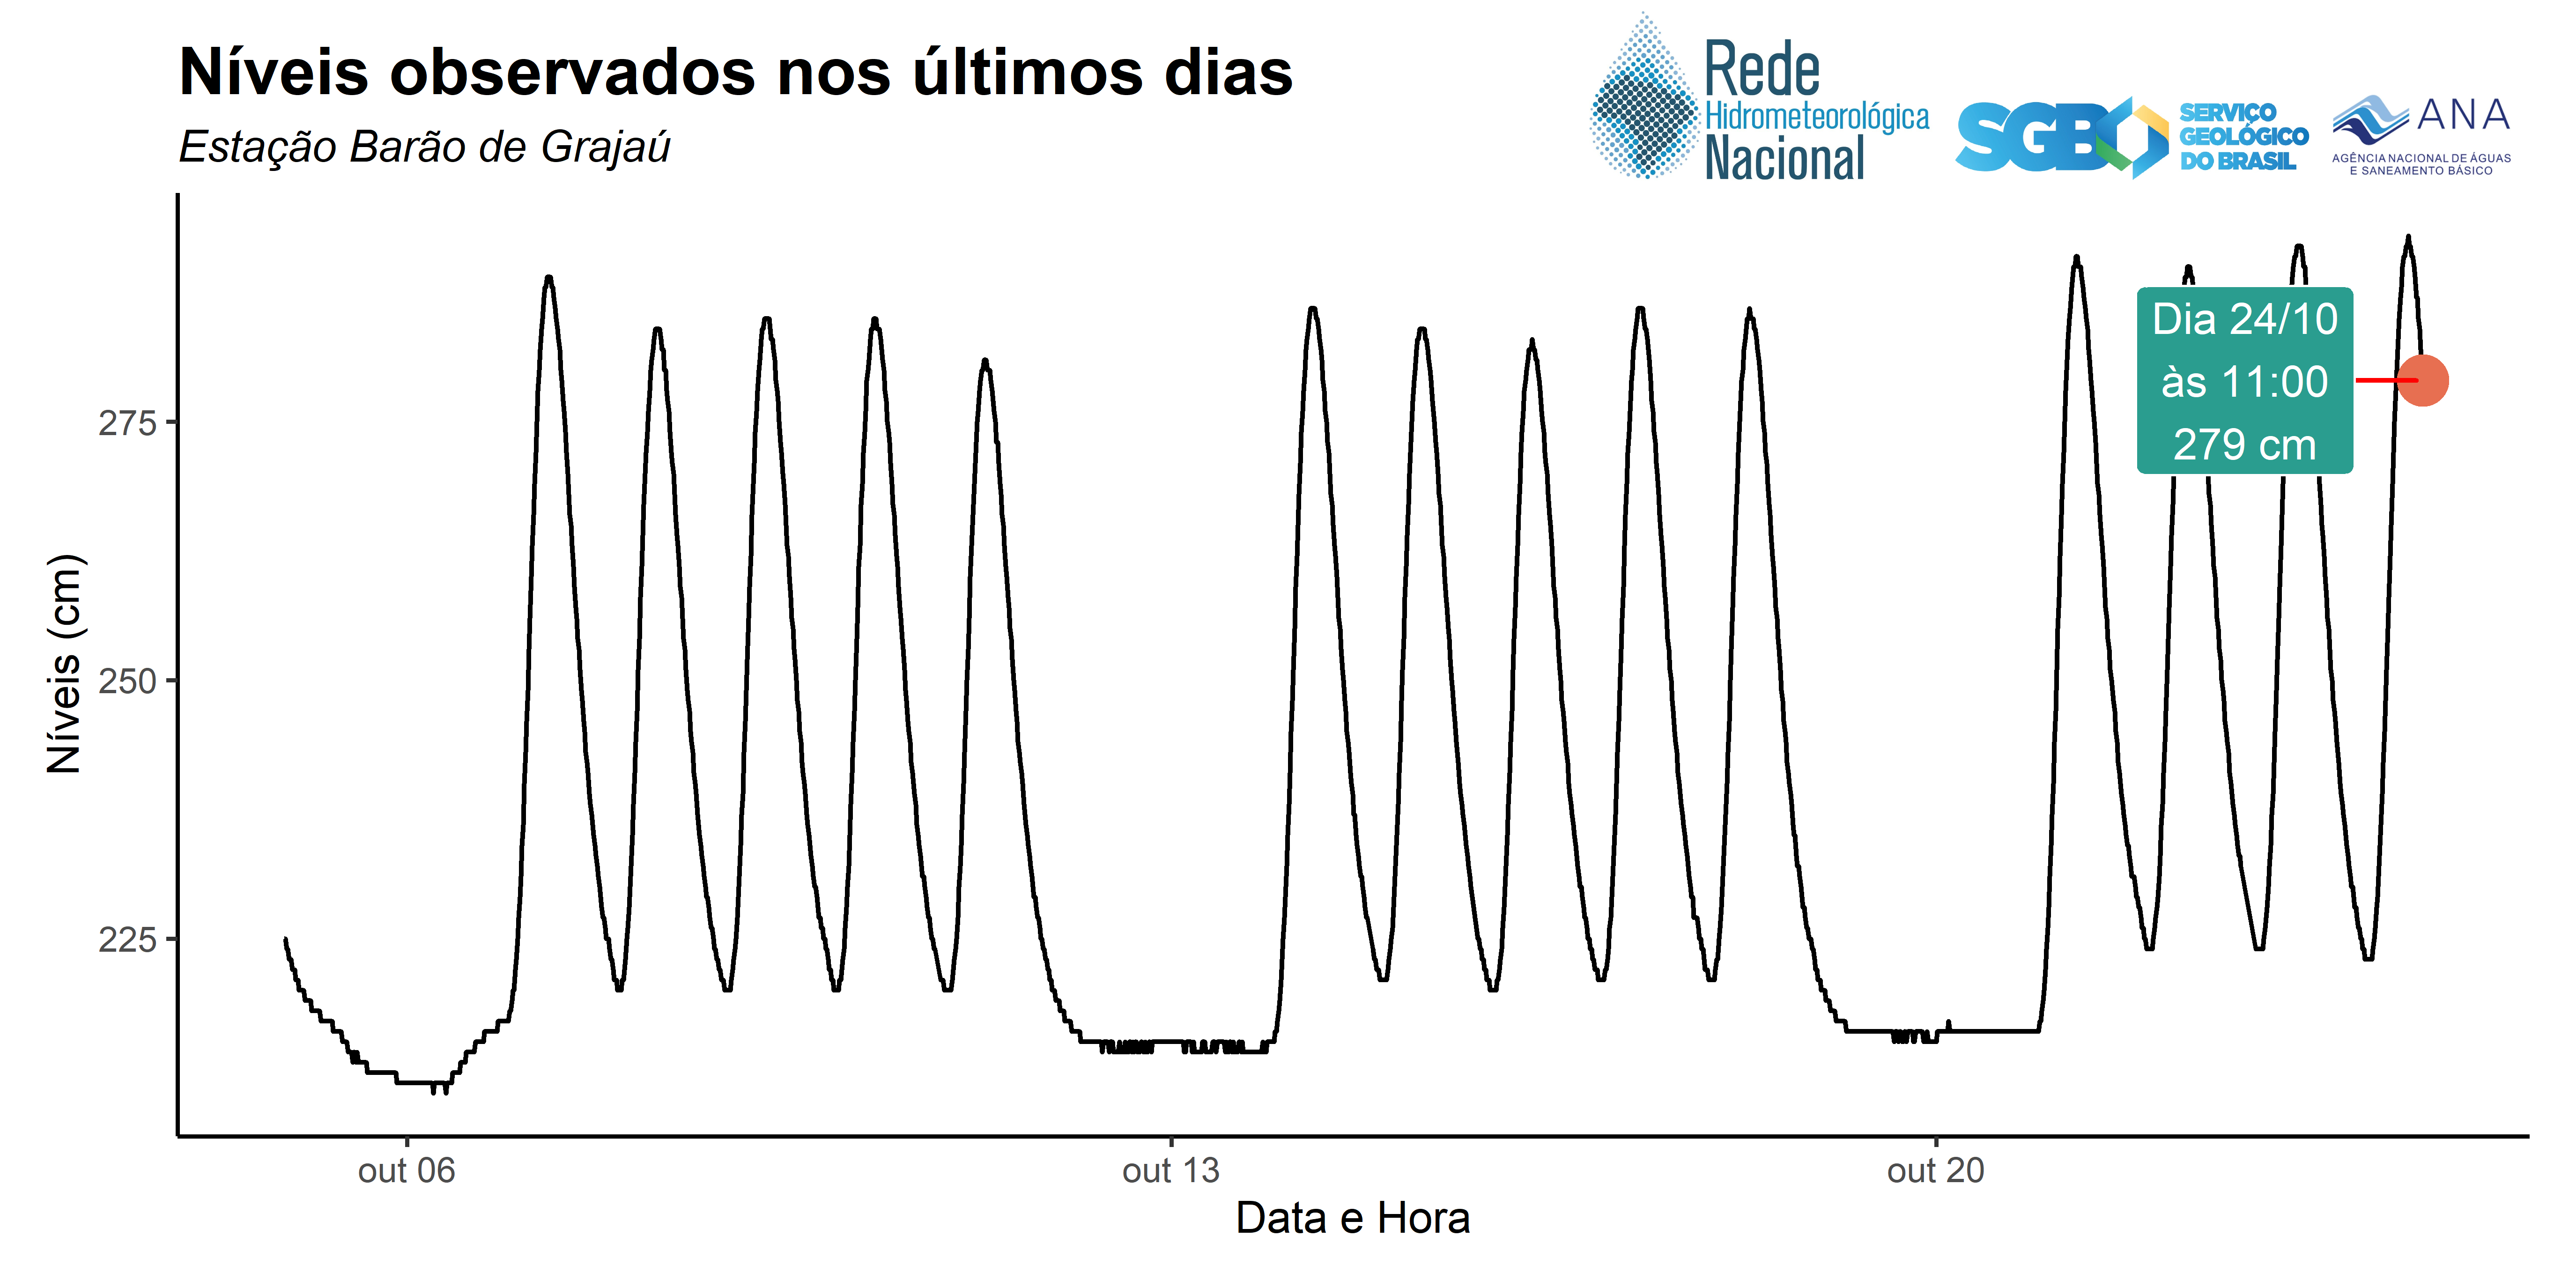 Níveis observados nos últimos dias
Estação Barão de Grajaú
Rede
Hidrometeorológica
Nacional
SGB
SERVIÇO
GEOLÓGICO
DO BRASIL
ANA
AGÊNCIA NACIONAL DE ÁGUAS
E SANEAMENTO BÁSICO
Dia 24/10
às 11:00
279 cm
Níveis (cm)
275
250
225
out 06
out 13
out 20
Data e Hora